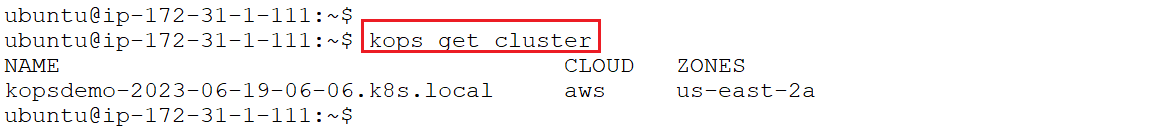 ubuntu@ip-172-31-1-111:~$
ubuntu@ip-172-31-1-111:~$ kops get cluster
NAME CLOUD ZONES
kopsdemo-2023-06-19-06-06.k8s.local aws us-east-2a
ubuntu@ip-172-31-1-111:~$